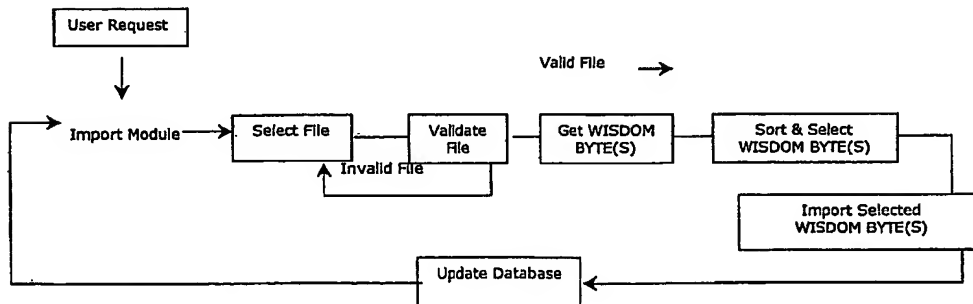 User Request
Valid File
Import Module
Select File
Validate
File
Get WISDOM
BYTE(S)
Sort & Select
WISDOM BYTE(S)
Invalid File
Import Selected
WISDOM BYTE(S)
Update Database